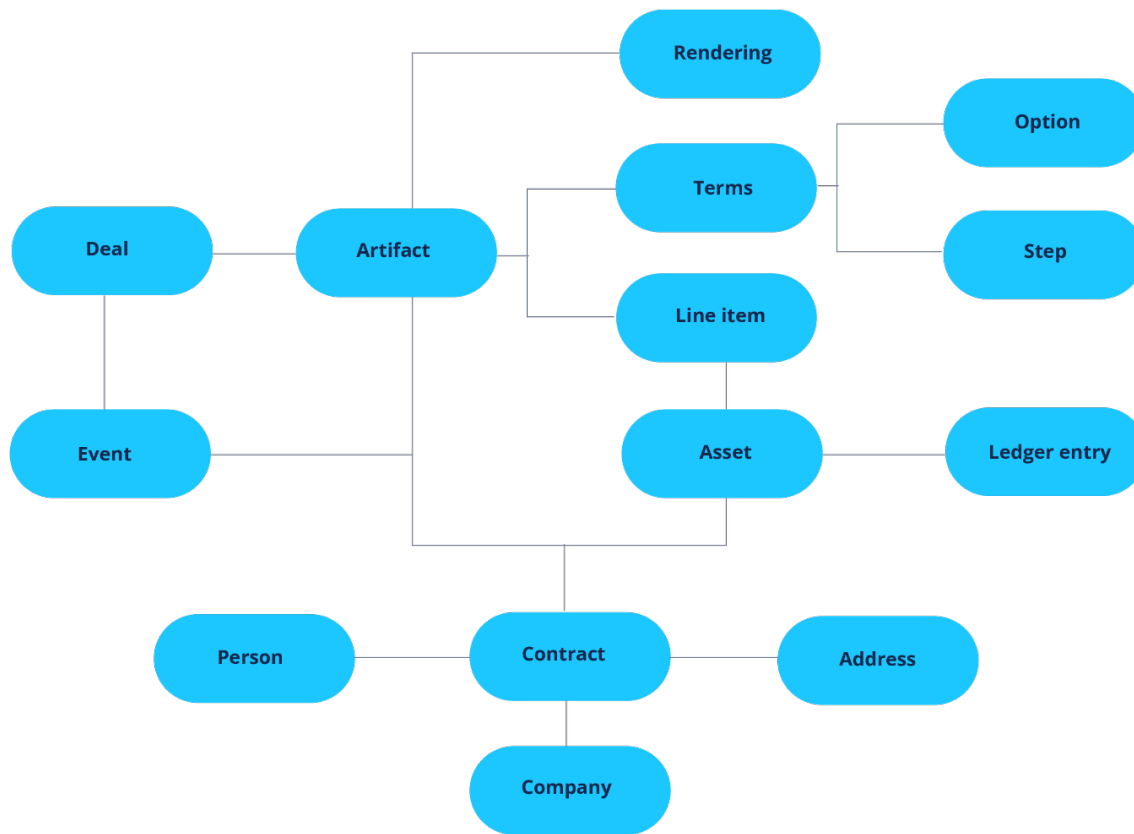 Rendering
Option
Terms
Deal
Artifact
Step
Line item
Event
Asset
Ledger entry
Person
Contract
Address
Company